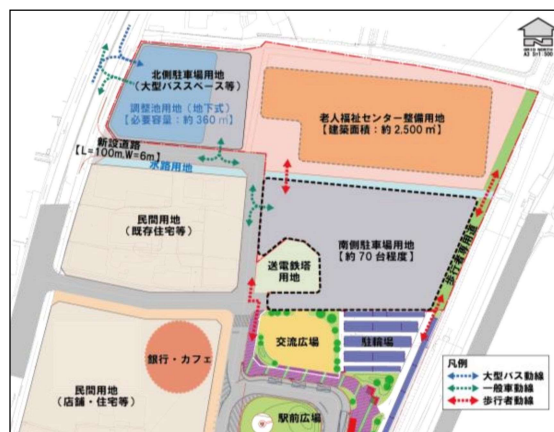 北側駐車場用地
(大型バススペース等)
調整池用地(地下式)
【必要容量:約360㎥】
老人福祉センター整備用地
【建築面積:約2,500㎡】
新設道路
【L=100m、W=6m】
水路用地
民間用地
(既存住宅等)
南側駐車場用地
【約70台程度】
送電鉄塔
用地
歩行者専用道
交流広場
駐輪場
銀行・カフェ
民間用地
(店舗・住宅等)
駅前広場
凡例
大型バス動線
一般車動線
歩行者動線